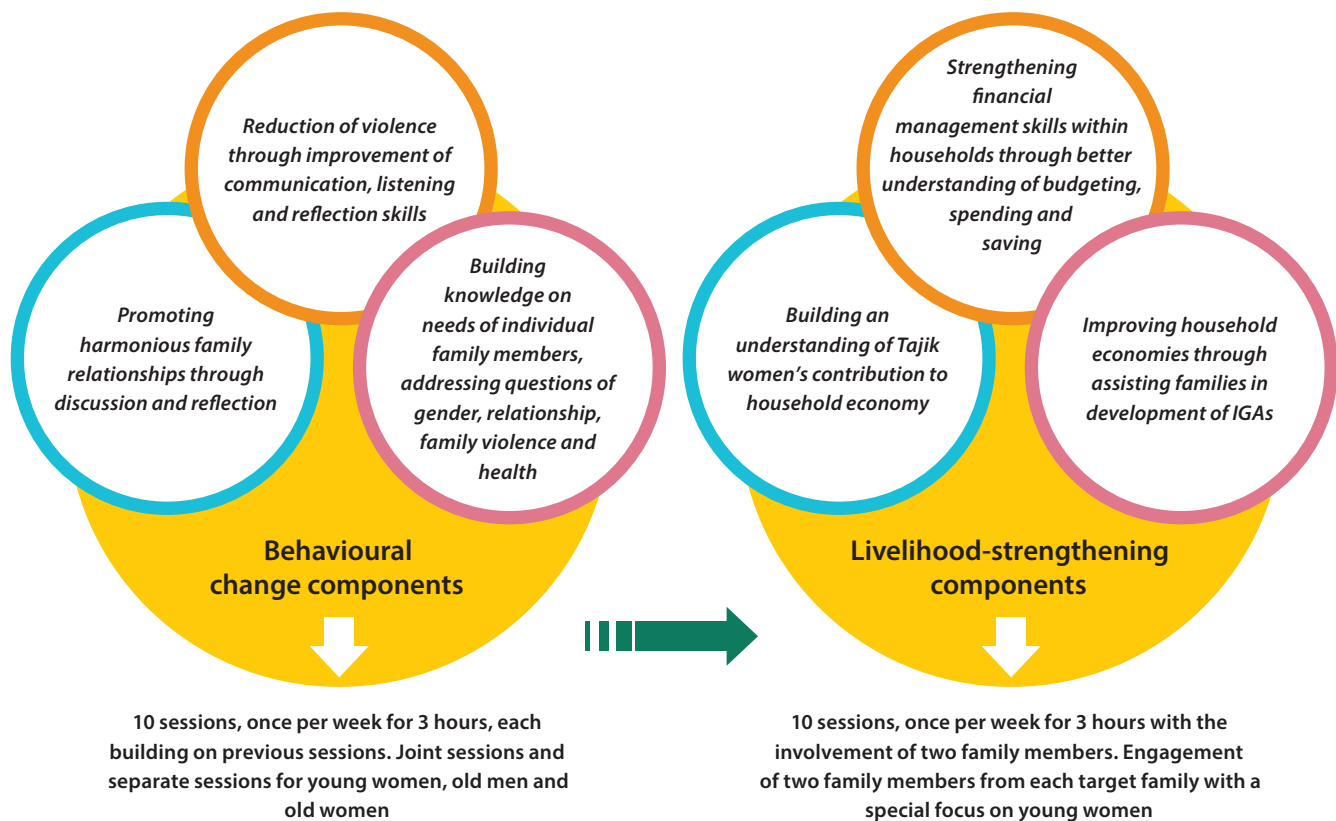 Reduction of violence
through improvement of
communication, listening
and reflection skills
Promoting
harmonious family
relationships through
discussion and reflection
Building
knowledge on
needs of individual
family members,
addressing questions of
gender, relationship,
family violence and
health
Behavioural
change components
10 sessions, once per week for 3 hours, each
building on previous sessions. Joint sessions and
separate sessions for young women, old men and
old women
Strengthening
financial
management skills within
households through better
understanding of budgeting,
spending and
saving
Building an
understanding of Tajik
women's contribution to
household economy
Improving household
economies through
assisting families in
development of IGAs
Livelihood-strengthening
components
10 sessions, once per week for 3 hours with the
involvement of two family members. Engagement
of two family members from each target family with a
special focus on young women